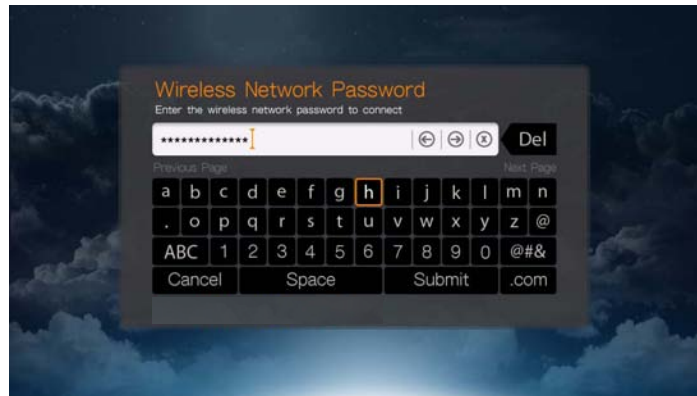 Wireless Network Password
Enter the wireless network password to connect
************* Del
Previous Page Next Page
a b c d e f g h i j k l m n
. o p q r s t u v w x y z @
ABC 1 2 3 4 5 6 7 8 9 0 @#&
Cancel Space Submit .com